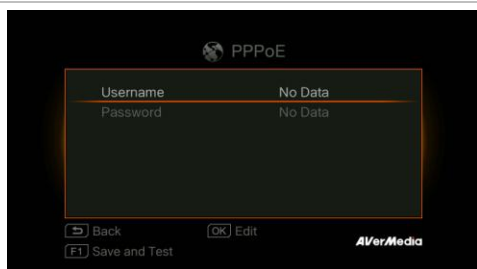 PPPoE
Username No Data
Password No Data
Back OK Edit
F1 Save and Test
AVerMedia